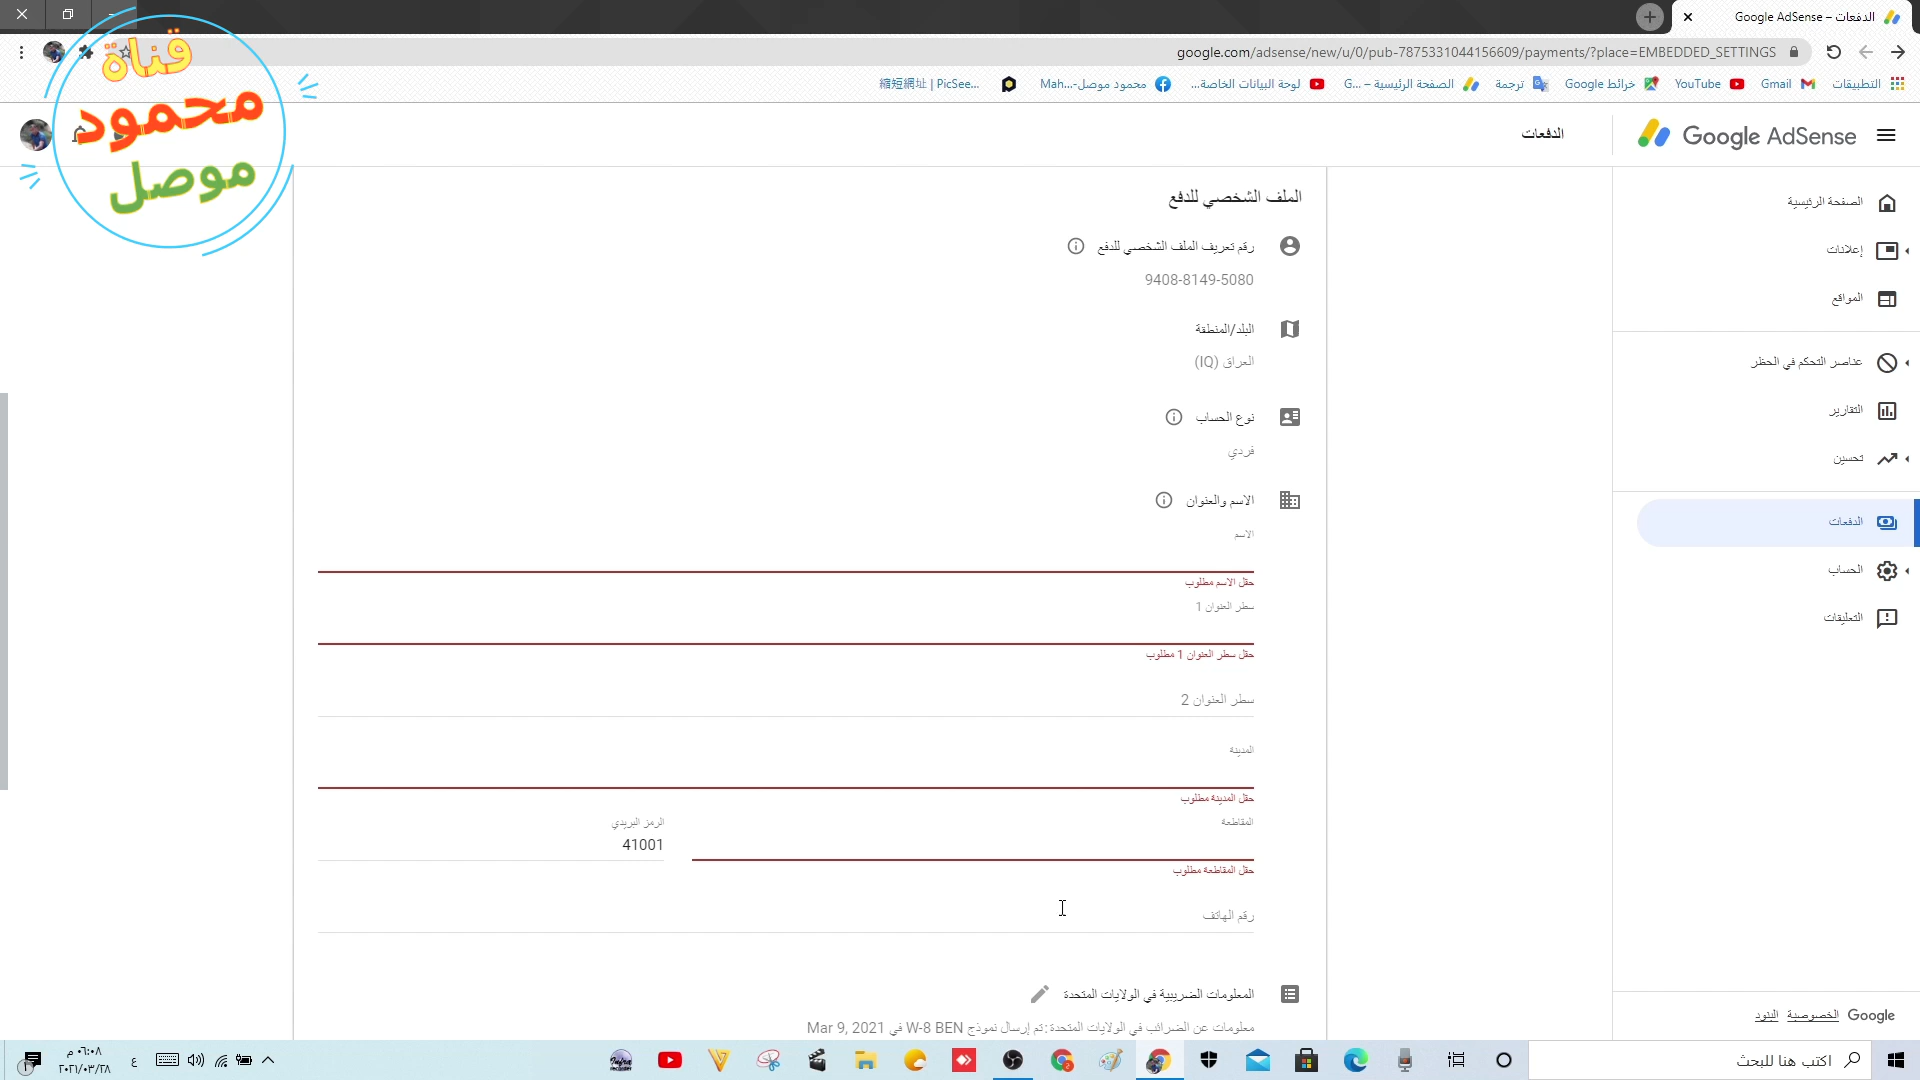 الدفعات – Google AdSense
google.com/adsense/new/u/0/pub-7875331044156609/payments/?place=EMBEDDED_SETTINGS
التطبيقات
Gmail
YouTube
خرائط Google
ترجمة
الصفحة الرئيسية – G...
لوحة البيانات الخاصة...
محمود موصل-Mah...
縮短網址 | PicSee...
قناة
محمود
موصل
Google AdSense
الدفعات
الصفحة الرئيسية
إعلانات
المواقع
عناصر التحكم في الحظر
التقارير
تحسين
الدفعات
الحساب
التعليقات
Google الخصوصية البنود
الملف الشخصي للدفع
رقم تعريف الملف الشخصي للدفع
9408-8149-5080
البلد/المنطقة
العراق (IQ)
نوع الحساب
فردي
الاسم والعنوان
الاسم
حقل الاسم مطلوب
سطر العنوان 1
حقل سطر العنوان 1 مطلوب
سطر العنوان 2
المدينة
حقل المدينة مطلوب
المقاطعة
الرمز البريدي
41001
حقل المقاطعة مطلوب
رقم الهاتف
المعلومات الضريبية في الولايات المتحدة
معلومات عن الضرائب في الولايات المتحدة: تم إرسال نموذج W-8 BEN في Mar 9, 2021
اكتب هنا للبحث
ع
٠٦:٠٨ م
٢٠٢١/٠٣/٢٨